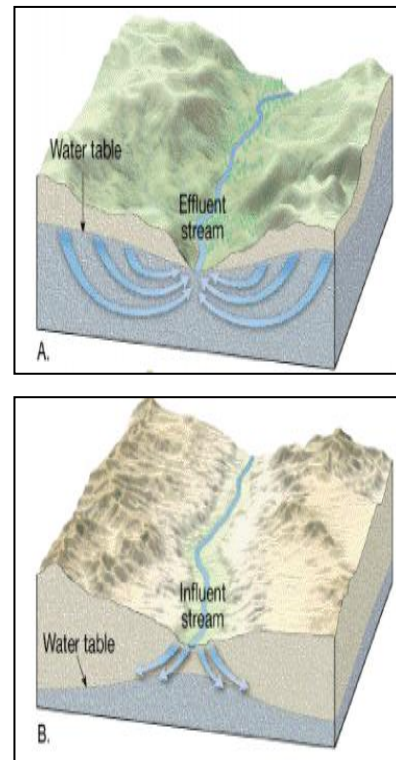 Water table
Effluent
stream
A.
Influent
stream
Water table
B.